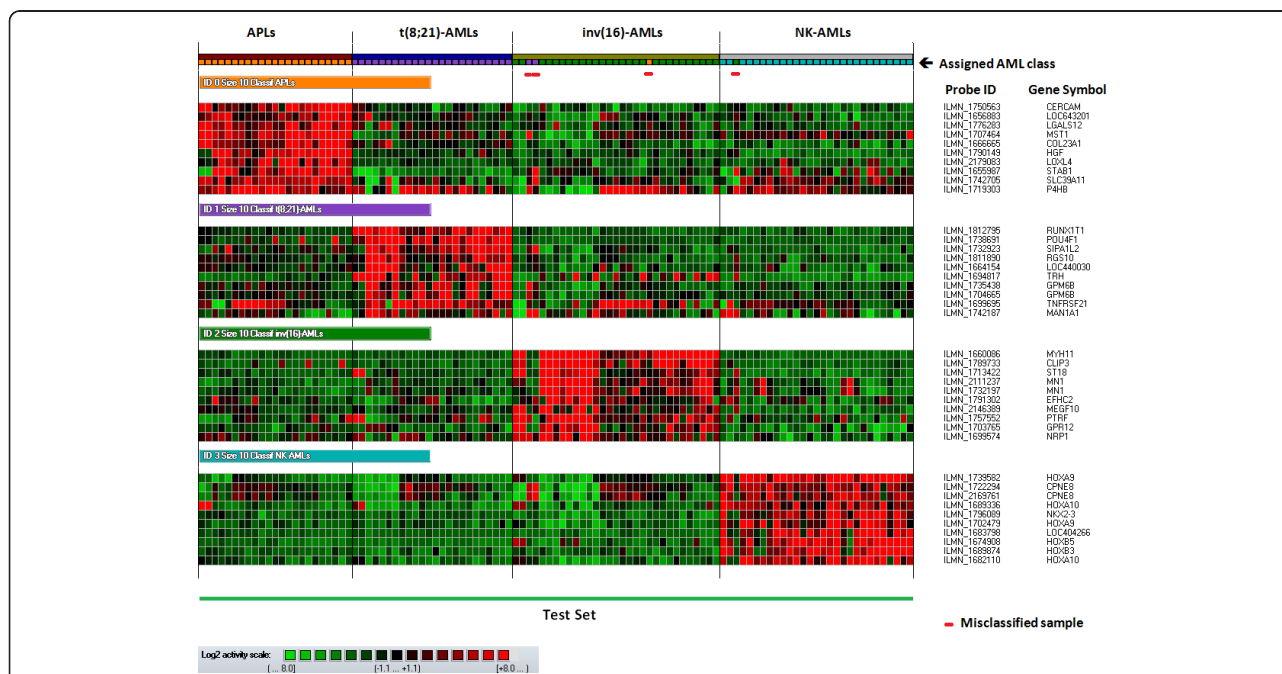 APLs t(8;21)-AMLs inv(16)-AMLs NK-AMLs
← Assigned AML class
ID 0 Size 10 Classif APLs
Probe ID Gene Symbol
ILMN_1750563 CERCAM
ILMN_1656883 LOC643201
ILMN_1776283 LGALS12
ILMN_1707464 MST1
ILMN_1666665 COL23A1
ILMN_1790149 HGF
ILMN_2179083 LOXL4
ILMN_1655987 STAB1
ILMN_1742705 SLC39A11
ILMN_1719303 P4HB
ID 1 Size 10 Classif t(8;21)-AMLs
ILMN_1812795 RUNX1T1
ILMN_1738691 POU4F1
ILMN_1732923 SIPA1L2
ILMN_1811890 RGS10
ILMN_1664154 LOC440030
ILMN_1694817 TRH
ILMN_1735438 GPM6B
ILMN_1704665 GPM6B
ILMN_1699695 TNFRSF21
ILMN_1742187 MAN1A1
ID 2 Size 10 Classif inv(16)-AMLs
ILMN_1660086 MYH11
ILMN_1789733 CLIP3
ILMN_1713422 ST18
ILMN_2111237 MN1
ILMN_1732197 MN1
ILMN_1791302 EFHC2
ILMN_2146389 MEGF10
ILMN_1757552 PTRF
ILMN_1703765 GPR12
ILMN_1699574 NRP1
ID 3 Size 10 Classif NK AMLs
ILMN_1739582 HOXA9
ILMN_1722294 CPNE8
ILMN_2169761 CPNE8
ILMN_1689336 HOXA10
ILMN_1796089 NKX2-3
ILMN_1702479 HOXA9
ILMN_1683798 LOC404266
ILMN_1674908 HOXB5
ILMN_1689874 HOXB3
ILMN_1682110 HOXA10
Test Set
Misclassified sample
Log2 activity scale:
(... 8.0] [-1.1 ... +1.1] [+8.0 ... )